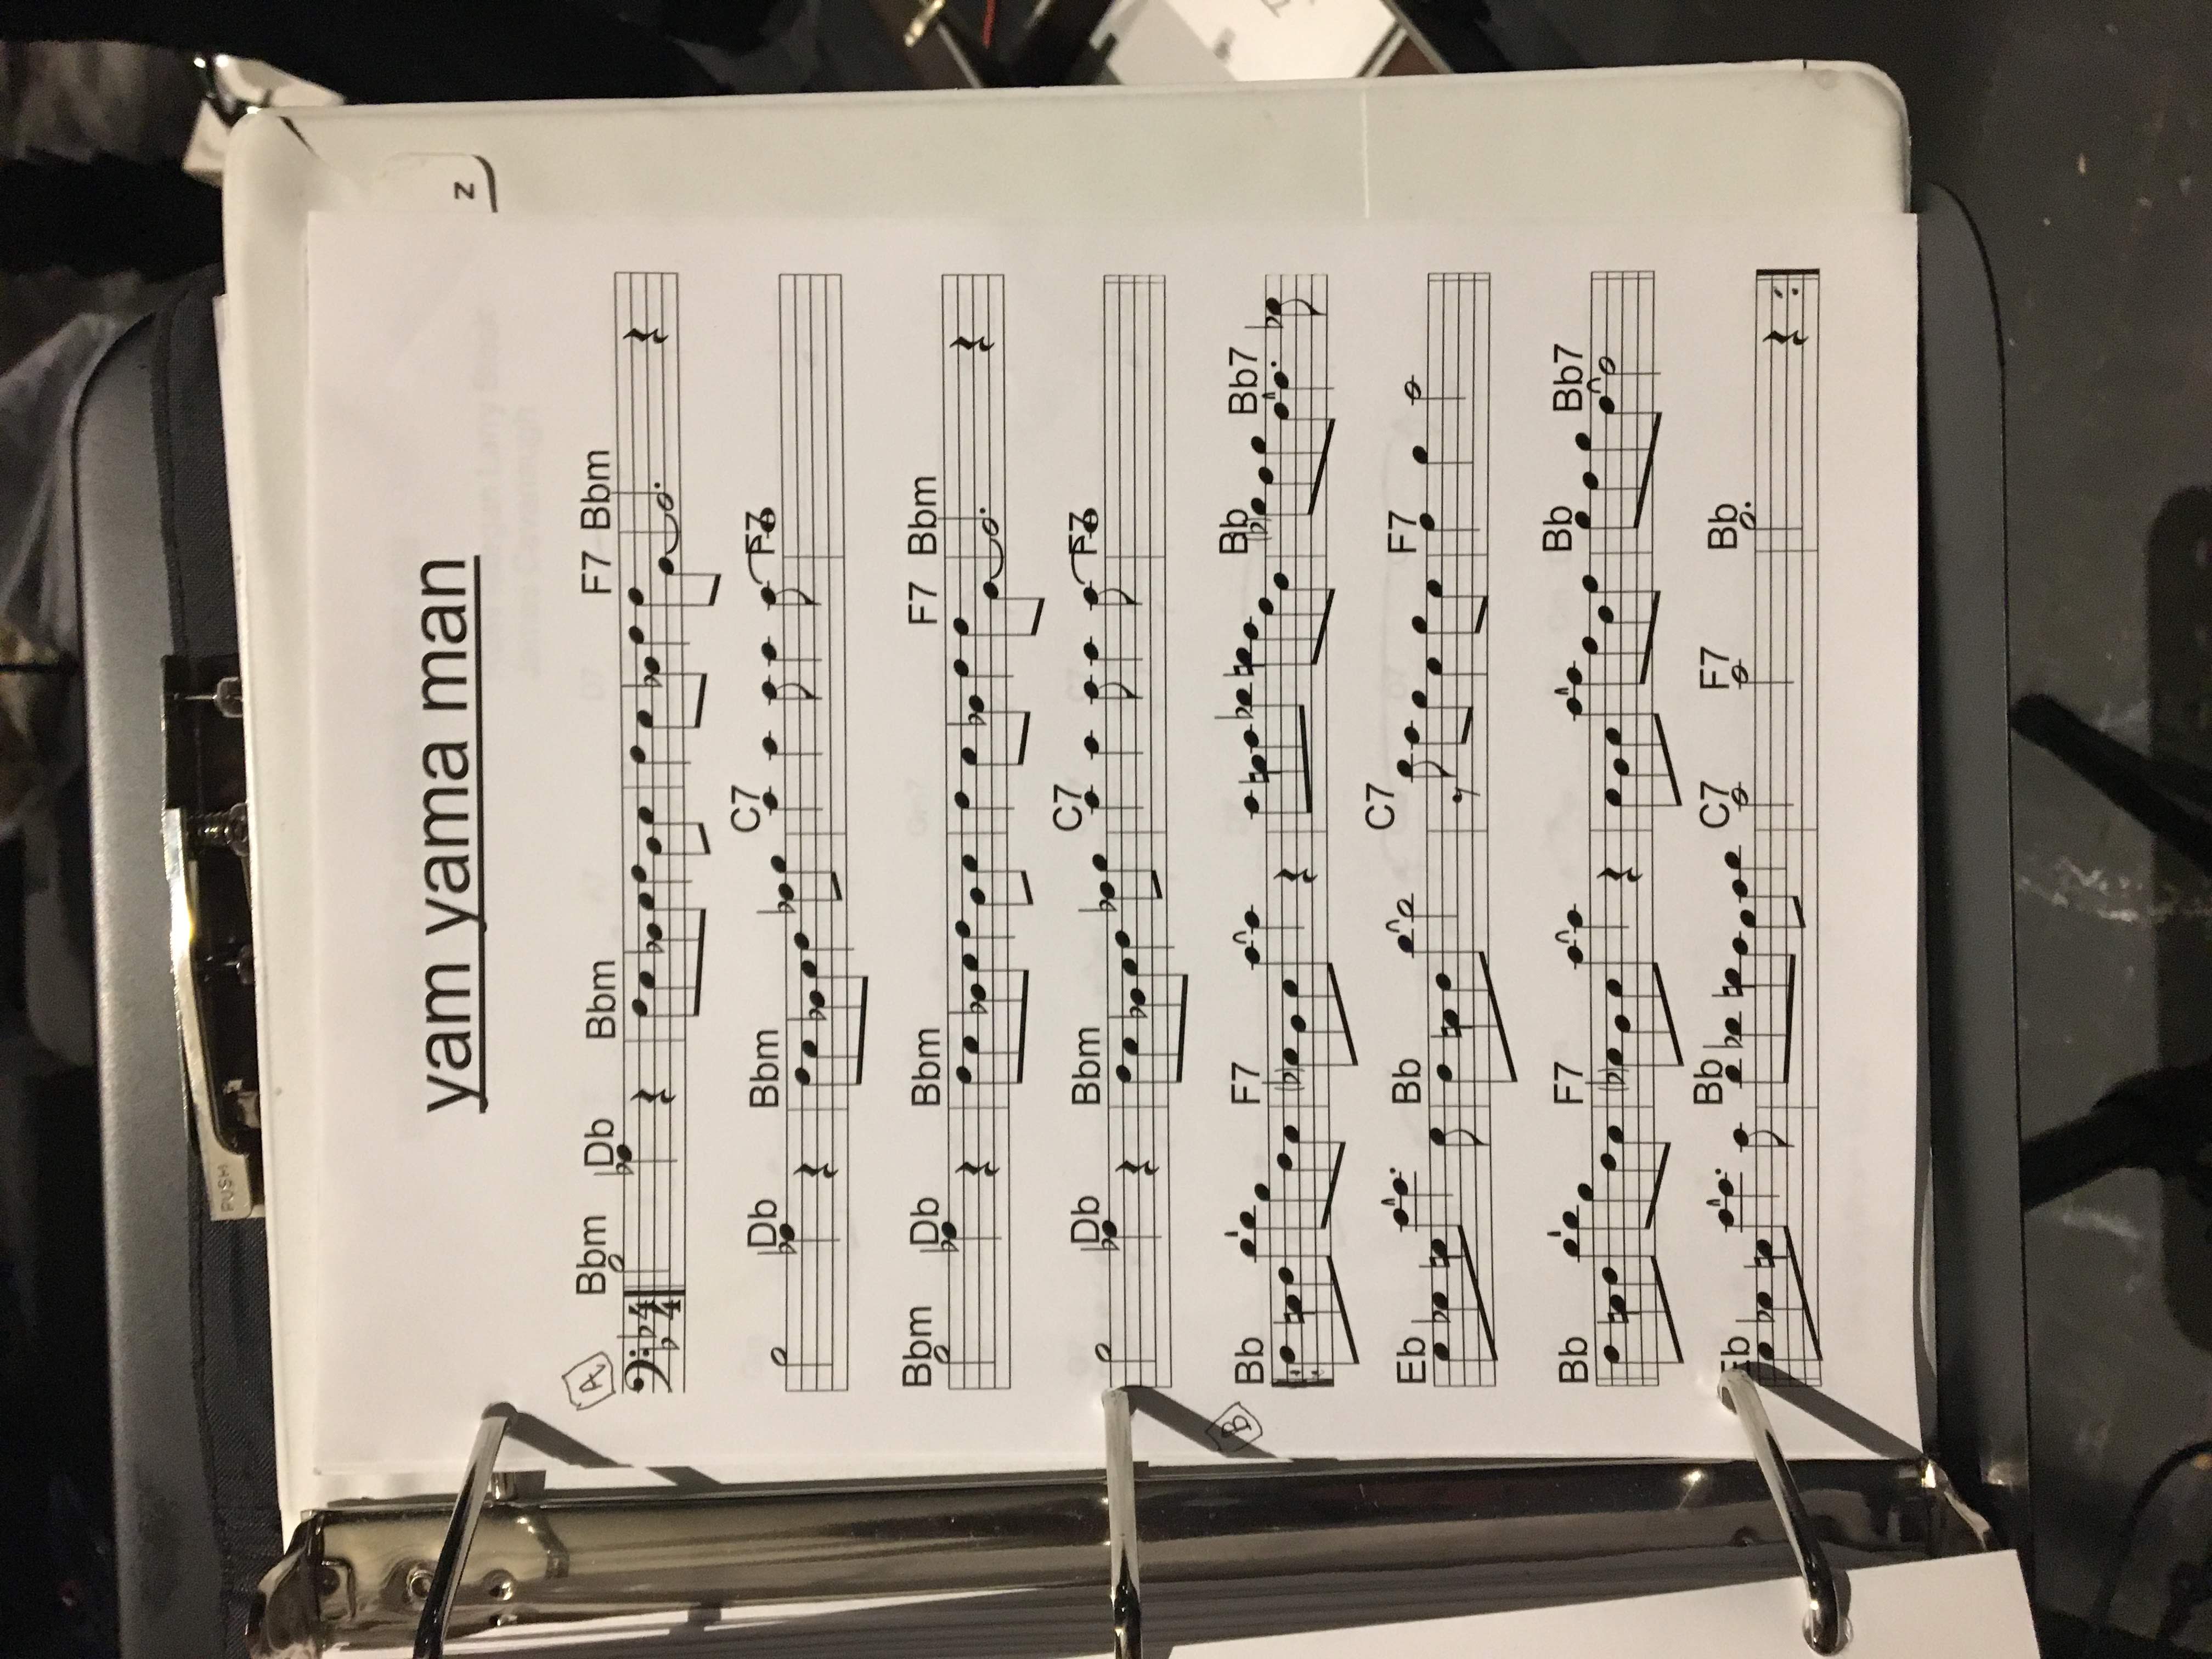 PUSH
yam yama man
z
A
Bbm Db Bbm F7 Bbm
4
4
Db Bbm C7 F7
Bbm Db Bbm F7 Bbm
Db Bbm C7 F7
B
Bb F7 Bb Bb7
Eb Bb C7 F7
Bb F7 Bb Bb7
Eb Bb C7 F7 Bb